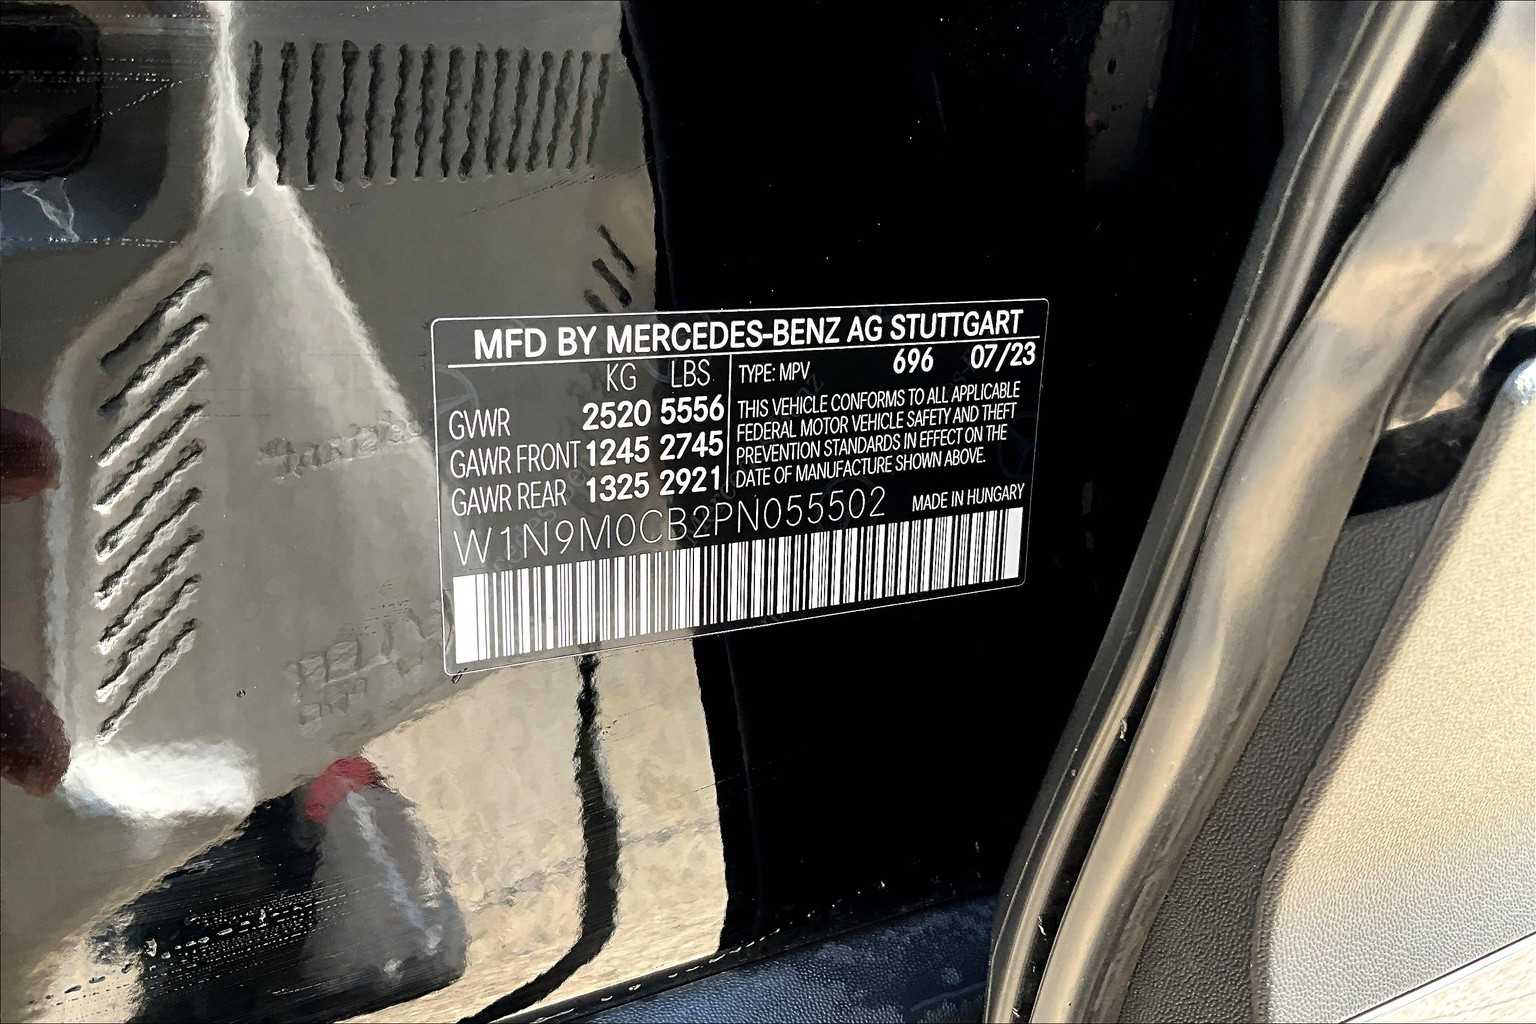 MFD BY MERCEDES-BENZ AG STUTTGART
KG LBS
GVWR 2520 5556
GAWR FRONT 1245 2745
GAWR REAR 1325 2921
TYPE: MPV 696 07/23
THIS VEHICLE CONFORMS TO ALL APPLICABLE
FEDERAL MOTOR VEHICLE SAFETY AND THEFT
PREVENTION STANDARDS IN EFFECT ON THE
DATE OF MANUFACTURE SHOWN ABOVE.
W1N9M0CB2PN055502 MADE IN HUNGARY